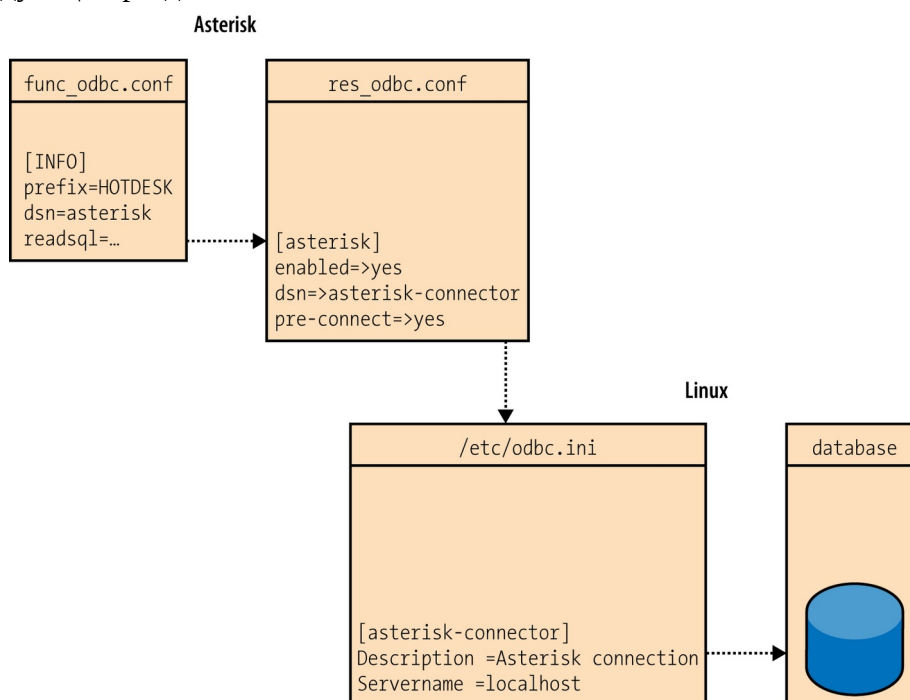 Asterisk
func_odbc.conf
[INFO]
prefix=HOTDESK
dsn=asterisk
readsql=…
res_odbc.conf
[asterisk]
enabled=>yes
dsn=>asterisk-connector
pre-connect=>yes
Linux
/etc/odbc.ini
[asterisk-connector]
Description =Asterisk connection
Servername =localhost
database